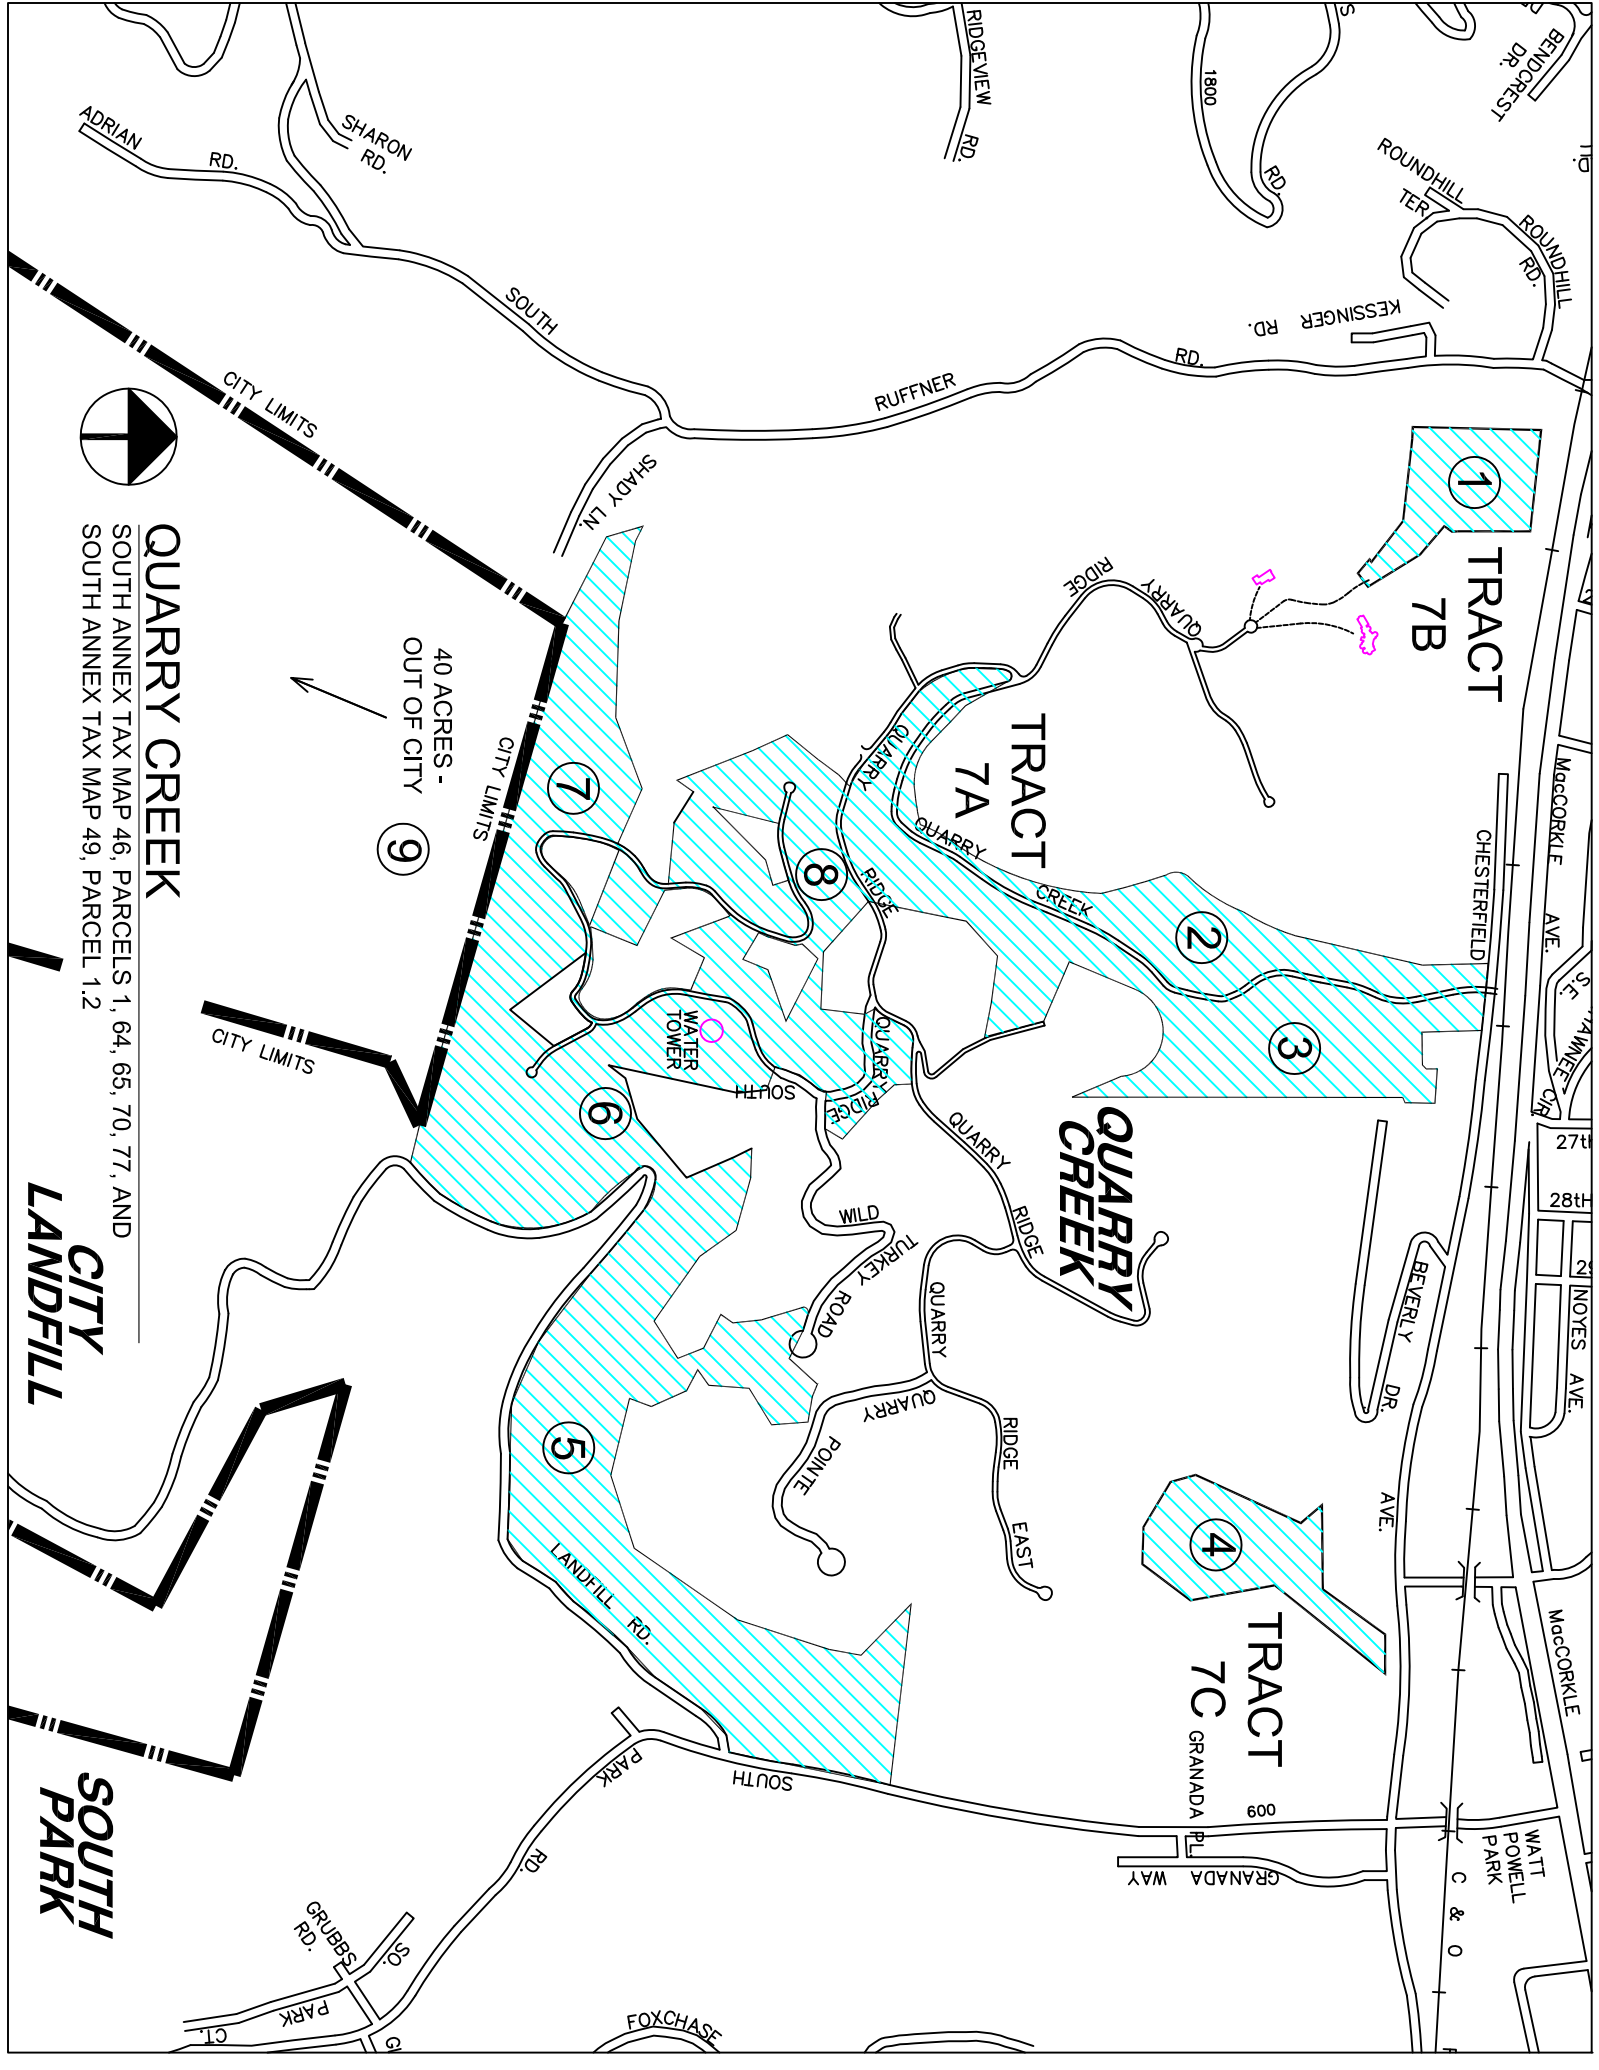 BENDCREST
DR.
ROUNDHILL
TER
ROUNDHILL
RD.
KESSINGER RD.
1800
RD.
RIDGEVIEW
RD.
SHARON
RD.
ADRIAN
RD.
SOUTH
RUFFNER
RD.
SHADY LN.
CITY LIMITS
1
TRACT
7B
QUARRY
RIDGE
TRACT
7A
QUARRY
RIDGE
QUARRY
CREEK
2
3
CHESTERFIELD
AVE.
MacCORKLE
AVE.
S.E.
CIR.
27tH
28tH
NOYES AVE.
BEVERLY
DR.
QUARRY
CREEK
8
7
CITY LIMITS
40 ACRES -
OUT OF CITY
9
WATER
TOWER
SOUTH
QUARRY
RIDGE
QUARRY
RIDGE
6
WILD
TURKEY
ROAD
QUARRY
RIDGE
EAST
QUARRY
POINTE
4
TRACT
7C
5
LANDFILL RD.
GRANADA PL.
600
GRANADA WAY
MacCORKLE
WATT
POWELL
PARK
C & O
SOUTH
PARK
RD.
GRUBBS
RD.
SO.
PARK
CT.
FOXCHASE
CITY LIMITS
QUARRY CREEK
SOUTH ANNEX TAX MAP 46, PARCELS 1, 64, 65, 70, 77, AND
SOUTH ANNEX TAX MAP 49, PARCEL 1.2
CITY
LANDFILL
SOUTH
PARK